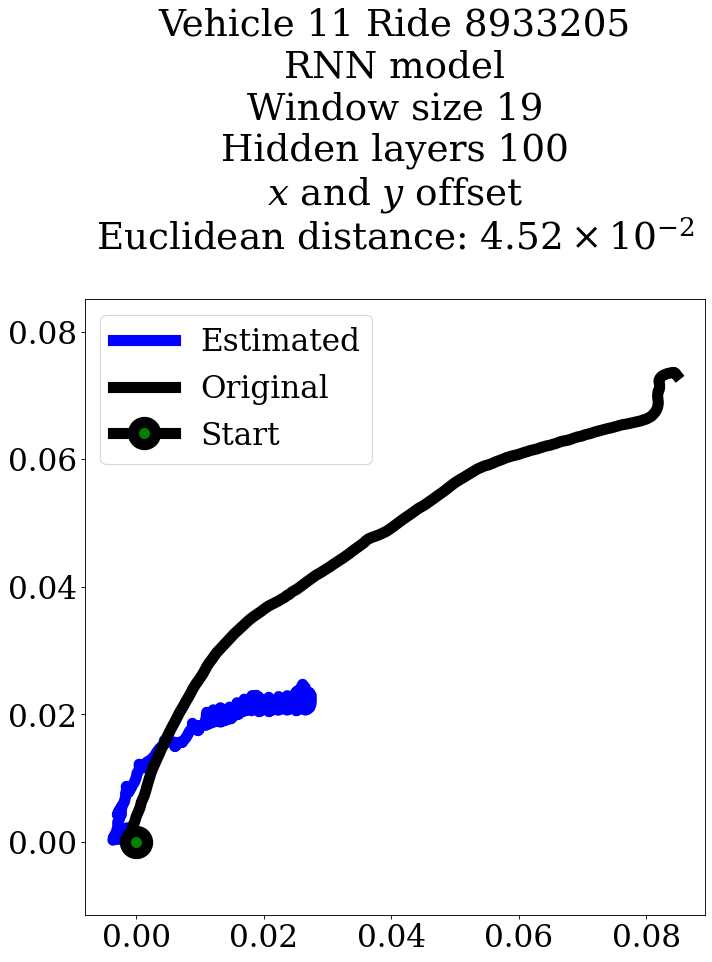 Vehicle 11 Ride 8933205
RNN model
Window size 19
Hidden layers 100
x and y offset
Euclidean distance: 4.52 × 10⁻²
Estimated
Original
Start
0.08
0.06
0.04
0.02
0.00
0.00 0.02 0.04 0.06 0.08